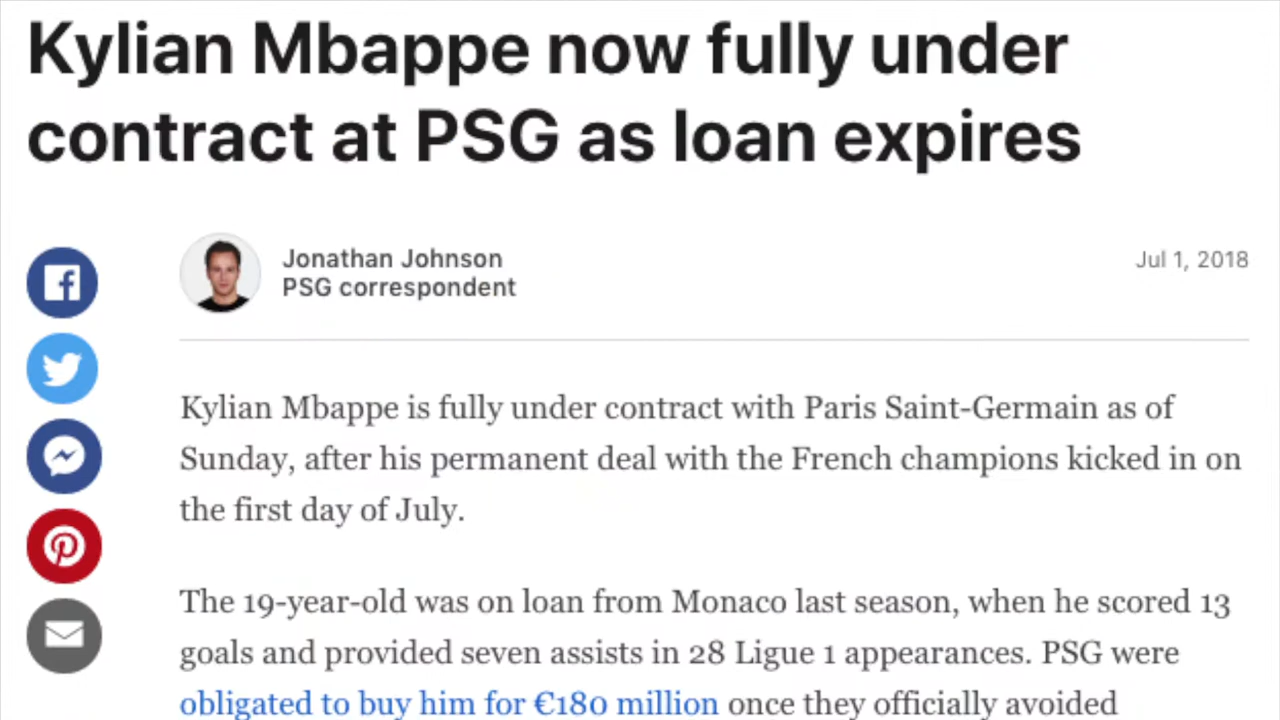 Kylian Mbappe now fully under
contract at PSG as loan expires
Jonathan Johnson
PSG correspondent
Jul 1, 2018
Kylian Mbappe is fully under contract with Paris Saint-Germain as of
Sunday, after his permanent deal with the French champions kicked in on
the first day of July.
The 19-year-old was on loan from Monaco last season, when he scored 13
goals and provided seven assists in 28 Ligue 1 appearances. PSG were
obligated to buy him for €180 million once they officially avoided